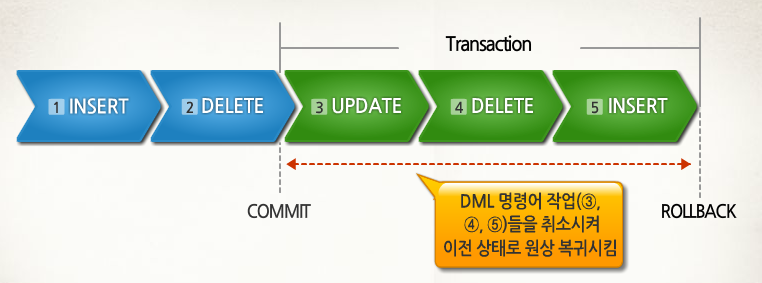 Transaction
1 INSERT
2 DELETE
3 UPDATE
4 DELETE
5 INSERT
COMMIT
ROLLBACK
DML 명령어 작업(③,
④, ⑤)들을 취소시켜
이전 상태로 원상 복귀시킴